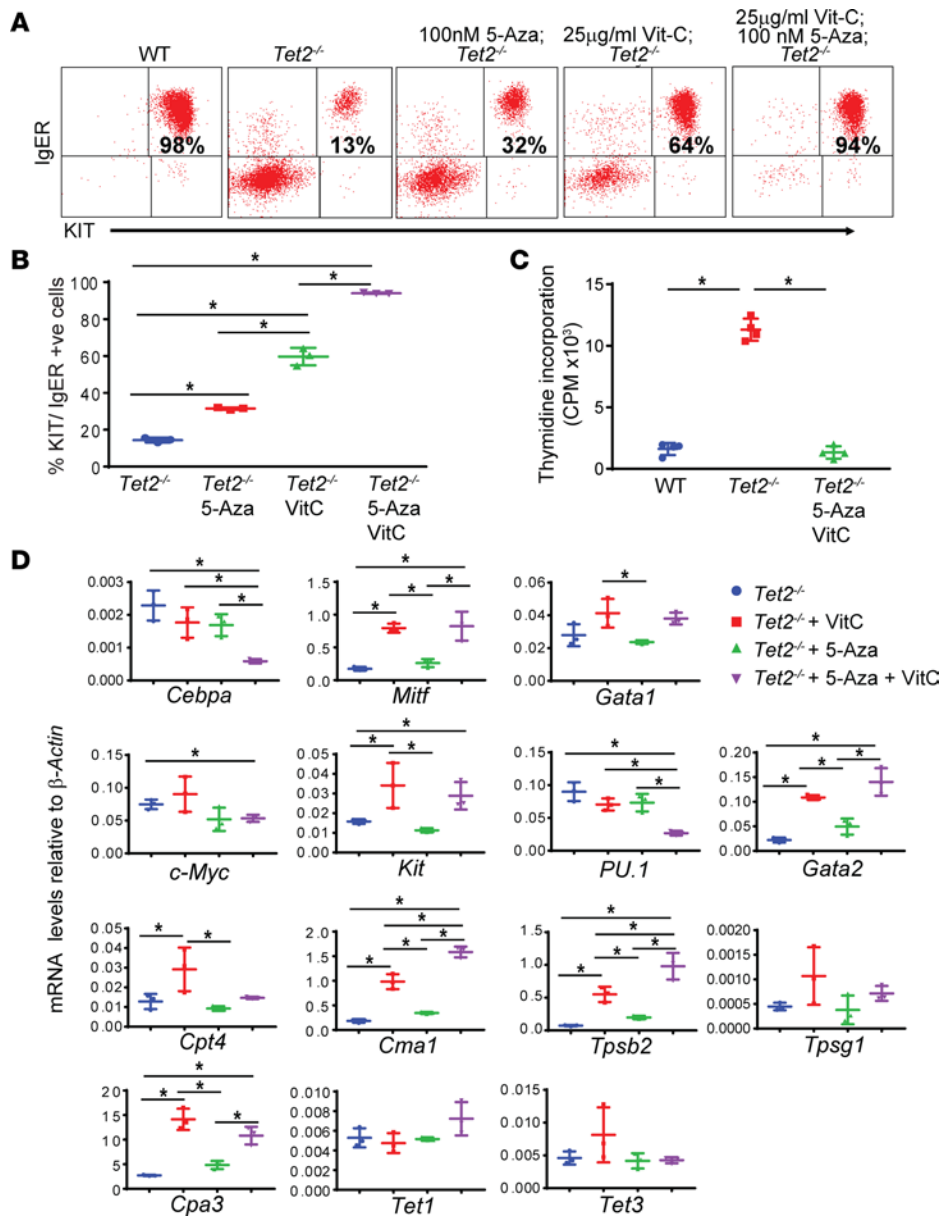 A
WT
Tet2-/-
100nM 5-Aza;
Tet2-/-
25µg/ml Vit-C;
Tet2-/-
25µg/ml Vit-C;
100 nM 5-Aza;
Tet2-/-
IgER
98%
13%
32%
64%
94%
KIT
B
% KIT/ IgER +ve cells
100
80
60
40
20
0
* * * * *
Tet2-/-
Tet2-/-
5-Aza
Tet2-/-
VitC
Tet2-/-
5-Aza
VitC
C
Thymidine incorporation
(CPM x10³)
15
10
5
0
* *
WT
Tet2-/-
Tet2-/-
5-Aza
VitC
D
mRNA levels relative to β-Actin
0.003
0.002
0.001
0.000
* * *
Cebpa
1.5
1.0
0.5
0.0
* * * *
Mitf
0.06
0.04
0.02
0.00
*
Gata1
Tet2-/-
Tet2-/- + VitC
Tet2-/- + 5-Aza
Tet2-/- + 5-Aza + VitC
0.15
0.10
0.05
0.00
*
c-Myc
0.05
0.04
0.03
0.02
0.01
0.00
* * *
Kit
0.15
0.10
0.05
0.00
* * *
PU.1
0.20
0.15
0.10
0.05
0.00
* * * *
Gata2
0.05
0.04
0.03
0.02
0.01
0.00
* *
Cpt4
2.0
1.5
1.0
0.5
0.0
* * * * *
Cma1
1.5
1.0
0.5
0.0
* * * * *
Tpsb2
0.0020
0.0015
0.0010
0.0005
0.0000
Tpsg1
20
15
10
5
0
* * * *
Cpa3
0.010
0.008
0.006
0.004
0.002
0.000
Tet1
0.015
0.010
0.005
0.000
Tet3